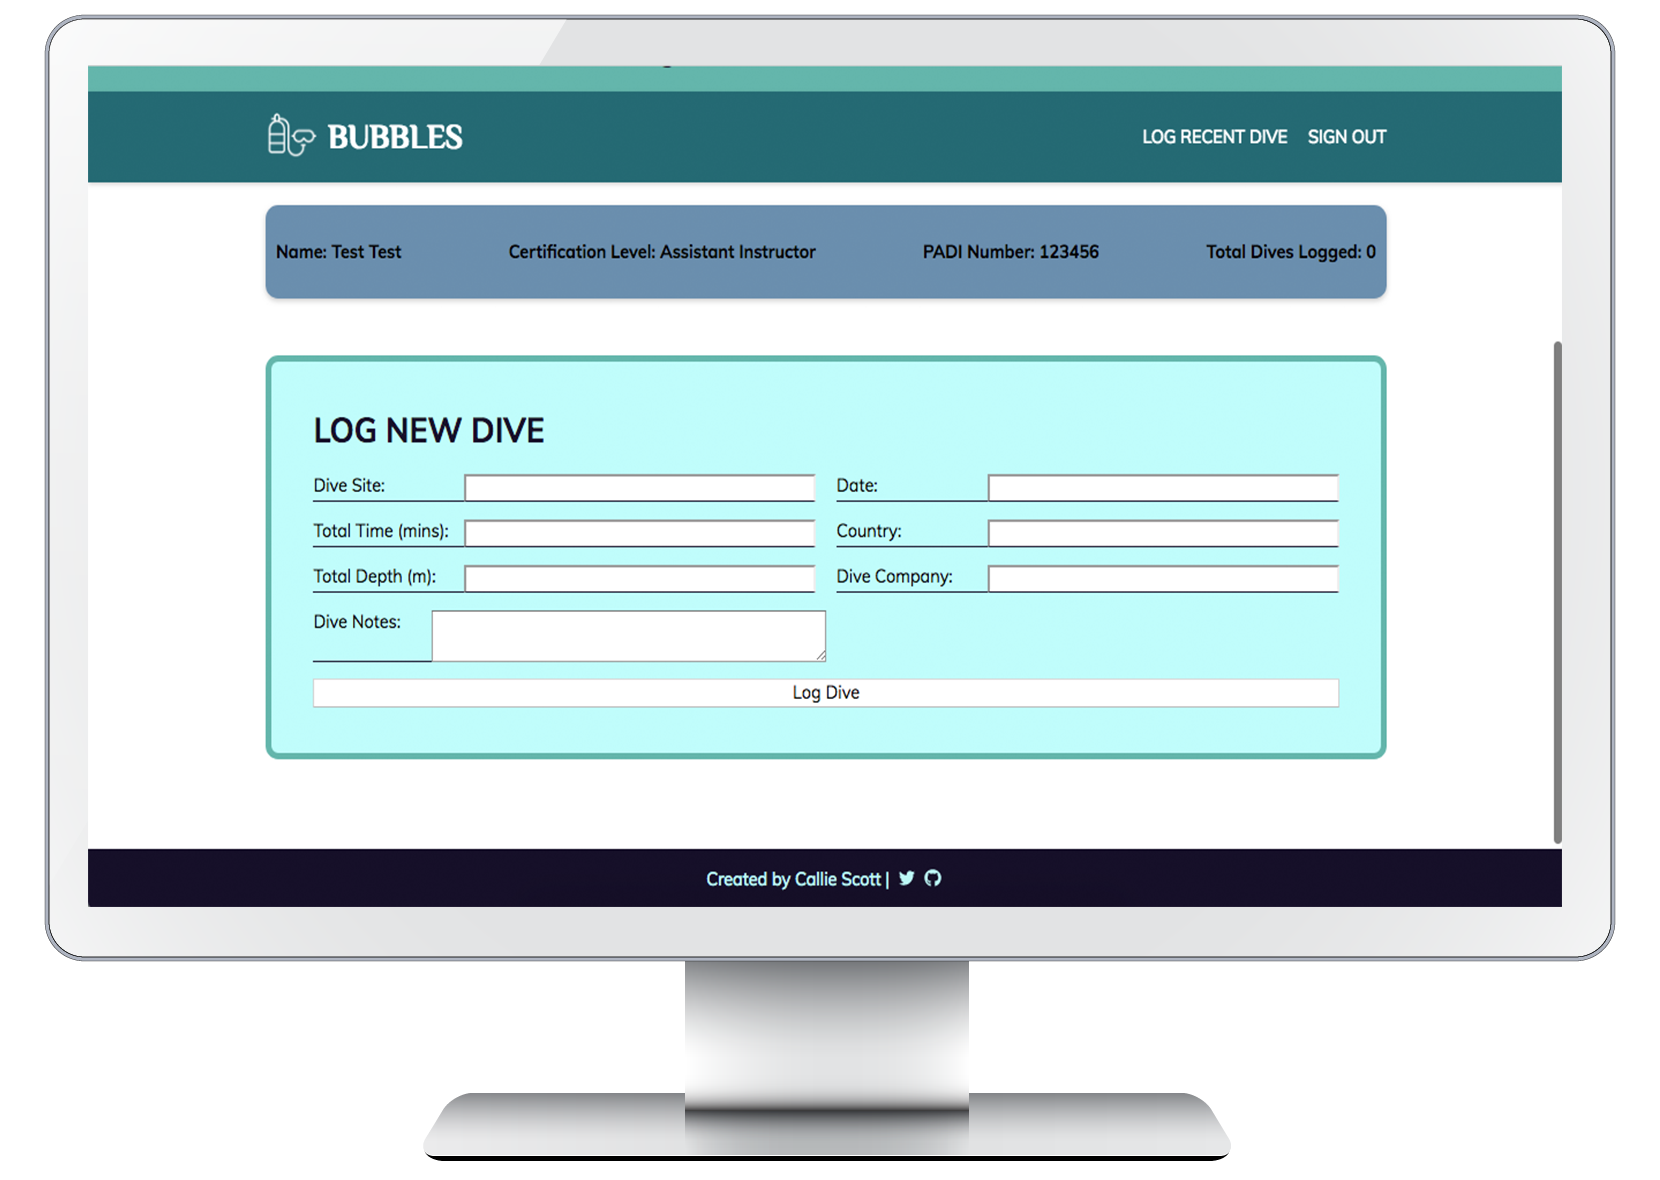 BUBBLES
LOG RECENT DIVE SIGN OUT
Name: Test Test Certification Level: Assistant Instructor PADI Number: 123456 Total Dives Logged: 0
LOG NEW DIVE
Dive Site: Date:
Total Time (mins): Country:
Total Depth (m): Dive Company:
Dive Notes:
Log Dive
Created by Callie Scott |